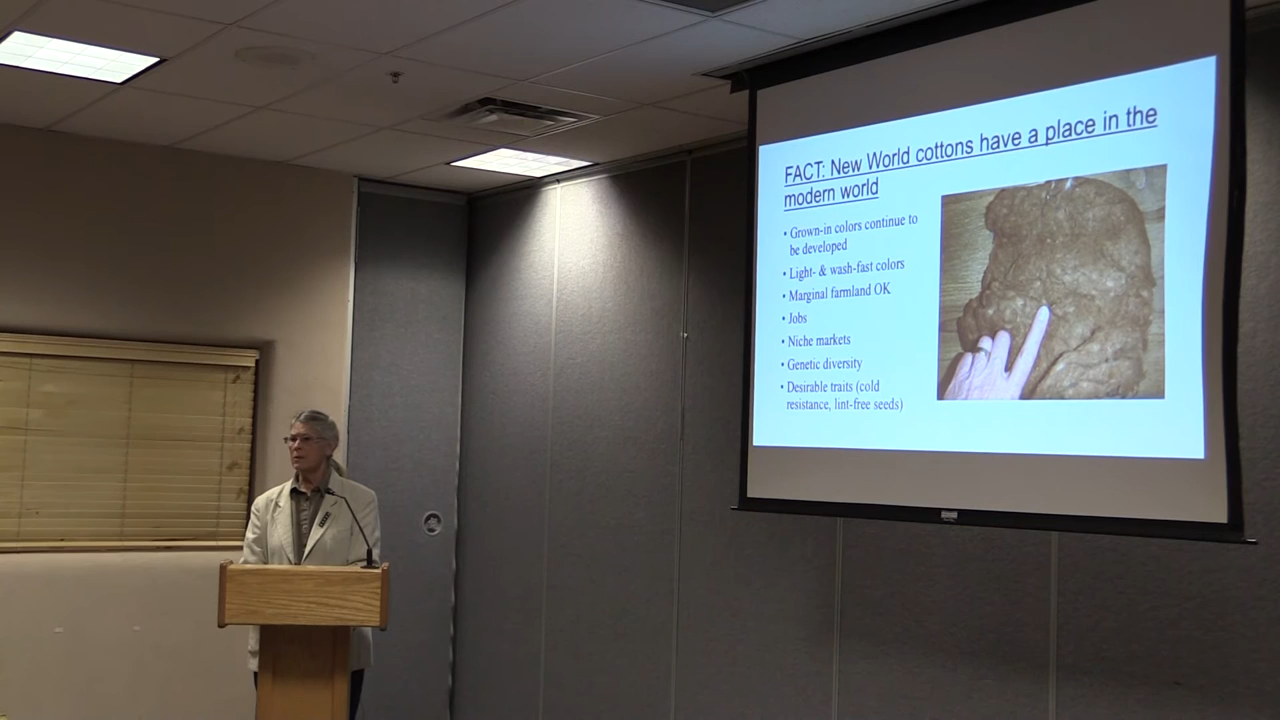 FACT: New World cottons have a place in the
modern world
• Grown-in colors continue to
be developed
• Light- & wash-fast colors
• Marginal farmland OK
• Jobs
• Niche markets
• Genetic diversity
• Desirable traits (cold
resistance, lint-free seeds)